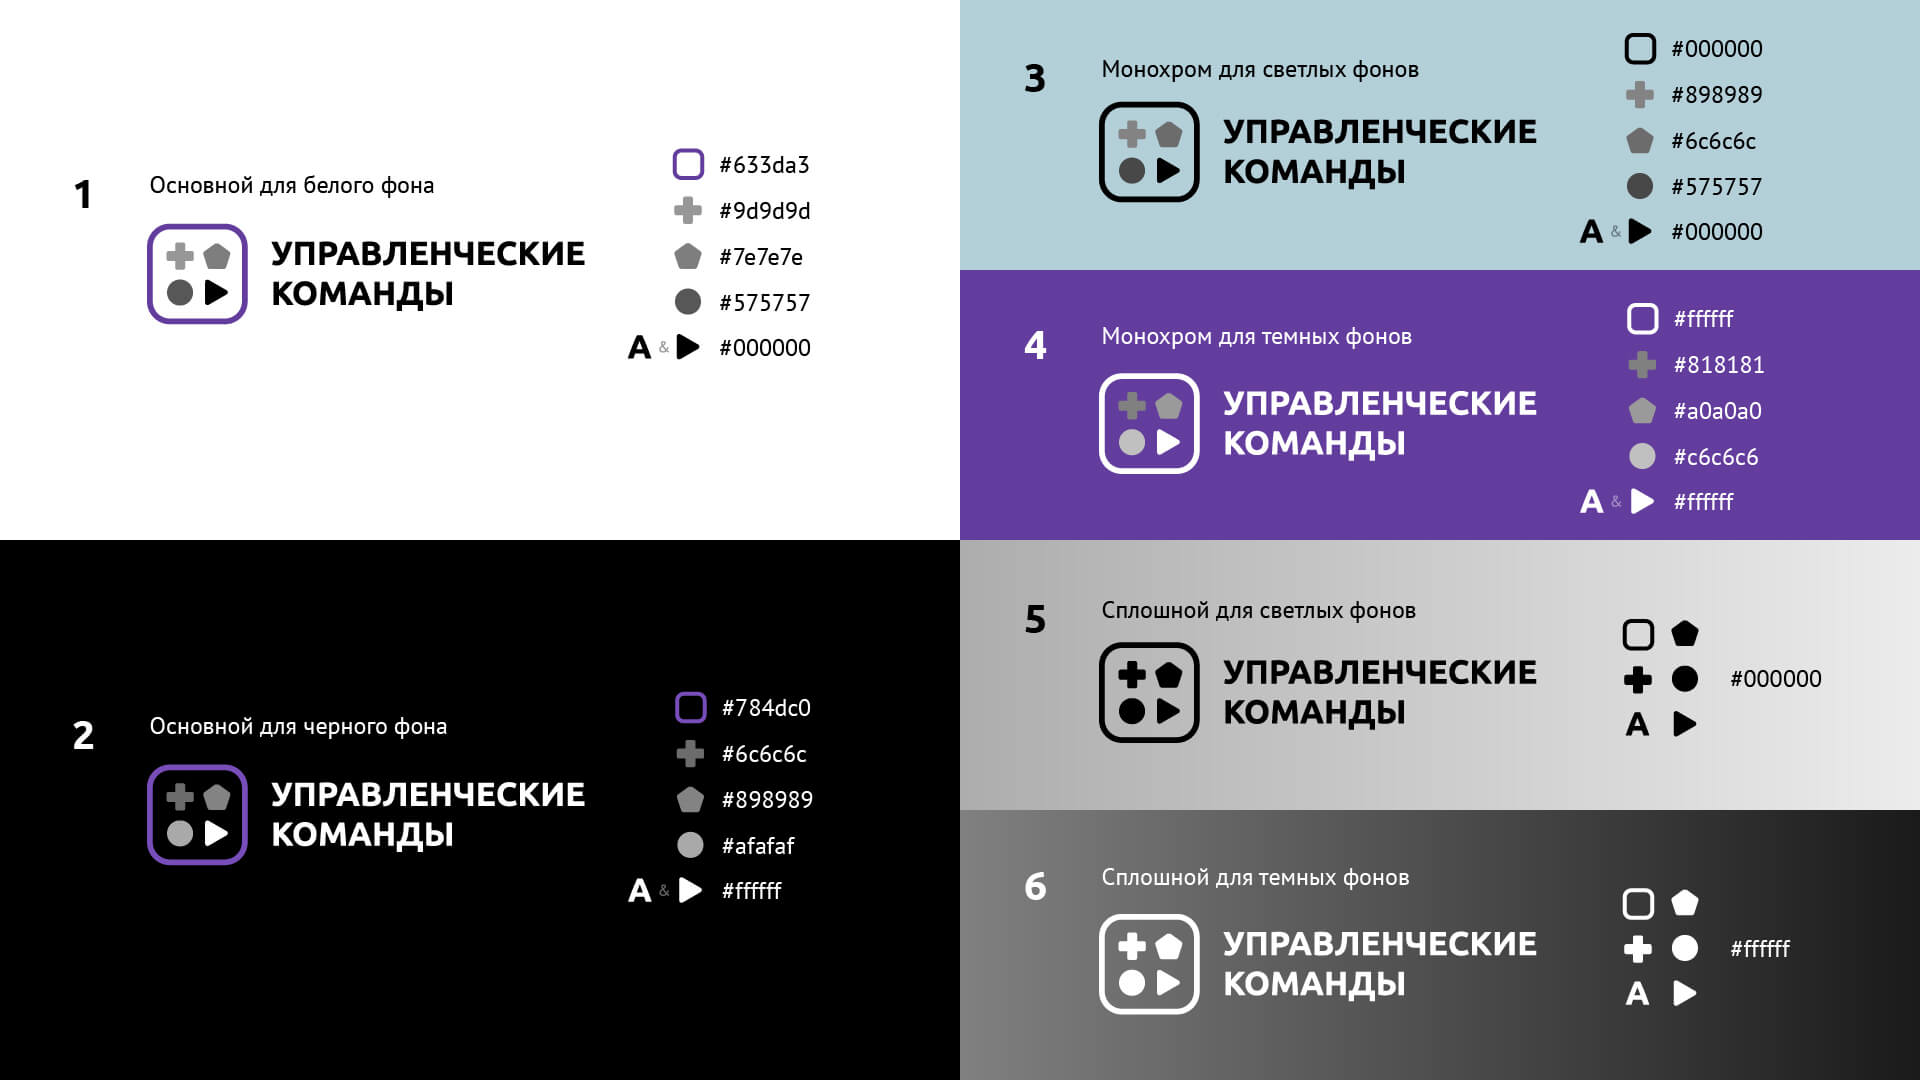 1
Основной для белого фона
УПРАВЛЕНЧЕСКИЕ
КОМАНДЫ
#633da3
#9d9d9d
#7e7e7e
#575757
А & #000000
2
Основной для черного фона
УПРАВЛЕНЧЕСКИЕ
КОМАНДЫ
#784dc0
#6c6c6c
#898989
#afafaf
А & #ffffff
3
Монохром для светлых фонов
УПРАВЛЕНЧЕСКИЕ
КОМАНДЫ
#000000
#898989
#6c6c6c
#575757
А & #000000
4
Монохром для темных фонов
УПРАВЛЕНЧЕСКИЕ
КОМАНДЫ
#ffffff
#818181
#a0a0a0
#c6c6c6
А & #ffffff
5
Сплошной для светлых фонов
УПРАВЛЕНЧЕСКИЕ
КОМАНДЫ
#000000
А
6
Сплошной для темных фонов
УПРАВЛЕНЧЕСКИЕ
КОМАНДЫ
#ffffff
А